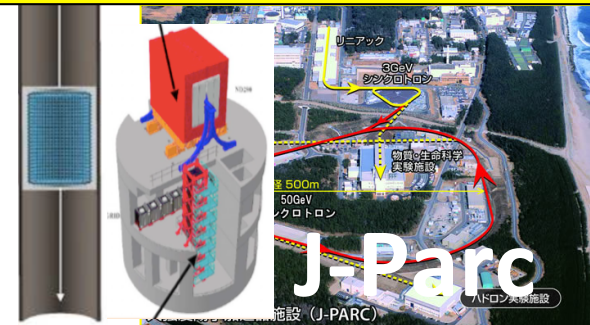 リニアック
3GeV
シンクロトロン
物質・生命科学
実験施設
径 500m
50GeV
ンクロトロン
J-Parc
ハドロン実験施設
施設（J-PARC）